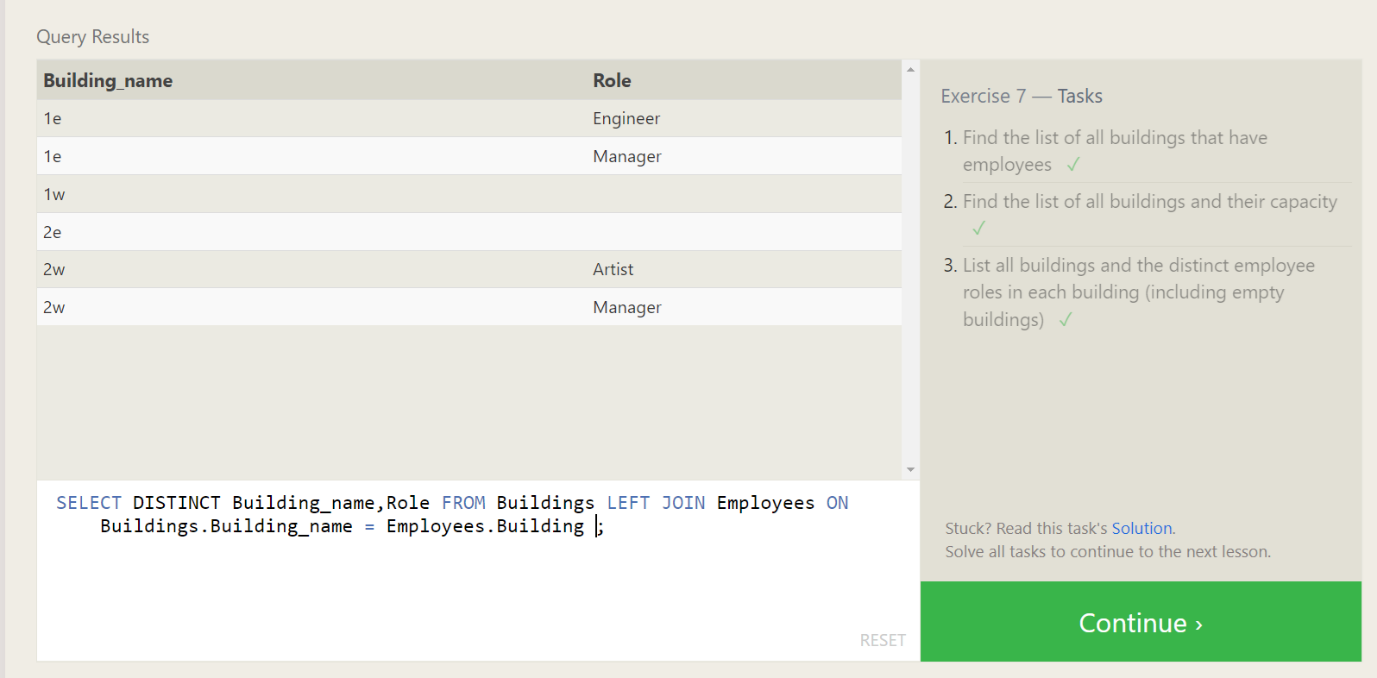 Query Results
Building_name Role
1e Engineer
1e Manager
1w
2e
2w Artist
2w Manager
SELECT DISTINCT Building_name,Role FROM Buildings LEFT JOIN Employees ON
Buildings.Building_name = Employees.Building ;
RESET
Exercise 7 — Tasks
1. Find the list of all buildings that have
employees ✓
2. Find the list of all buildings and their capacity
✓
3. List all buildings and the distinct employee
roles in each building (including empty
buildings) ✓
Stuck? Read this task's Solution.
Solve all tasks to continue to the next lesson.
Continue ›